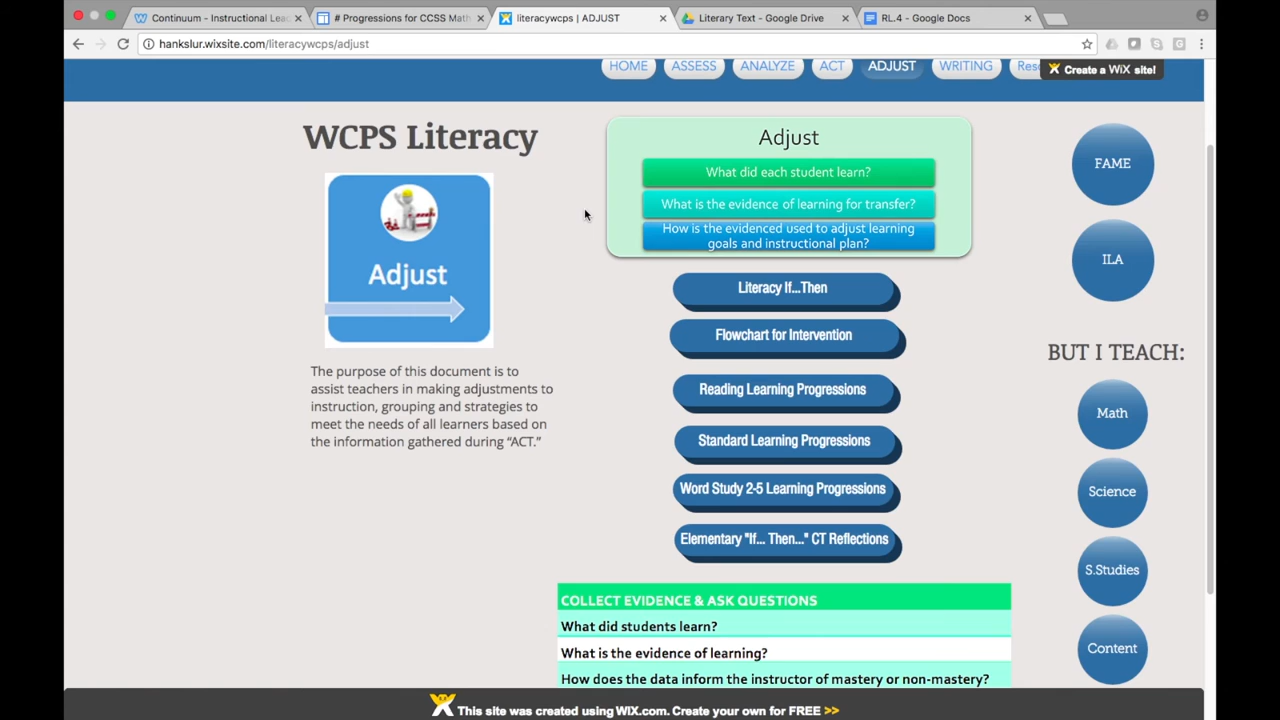 Continuum - Instructional Lea
# Progressions for CCSS Math
literacywcps | ADJUST
Literary Text - Google Drive
RL.4 - Google Docs
hankslur.wixsite.com/literacywcps/adjust
HOME
ASSESS
ANALYZE
ACT
ADJUST
WRITING
Res
Create a WiX site!
WCPS Literacy
Adjust
The purpose of this document is to
assist teachers in making adjustments to
instruction, grouping and strategies to
meet the needs of all learners based on
the information gathered during “ACT.”
Adjust
What did each student learn?
What is the evidence of learning for transfer?
How is the evidenced used to adjust learning
goals and instructional plan?
Literacy If...Then
Flowchart for Intervention
Reading Learning Progressions
Standard Learning Progressions
Word Study 2-5 Learning Progressions
Elementary "If... Then..." CT Reflections
COLLECT EVIDENCE & ASK QUESTIONS
What did students learn?
What is the evidence of learning?
How does the data inform the instructor of mastery or non-mastery?
FAME
ILA
BUT I TEACH:
Math
Science
S.Studies
Content
This site was created using WIX.com. Create your own for FREE >>